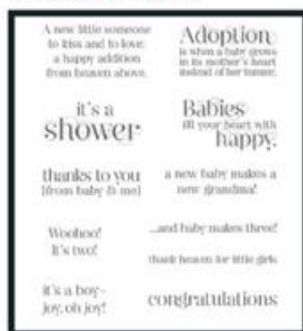 A new little someone
to kiss and to love:
a happy addition
from heaven above.
Adoption
is when a baby grows
in its mother's heart
instead of her tummy.
it's a
shower
Babies
fill your heart with
happy.
thanks to you
{from baby & me}
a new baby makes a
new grandma!
Woohoo!
It's two!
...and baby makes three!
thank heaven for little girls
it's a boy-
joy, oh joy!
congratulations